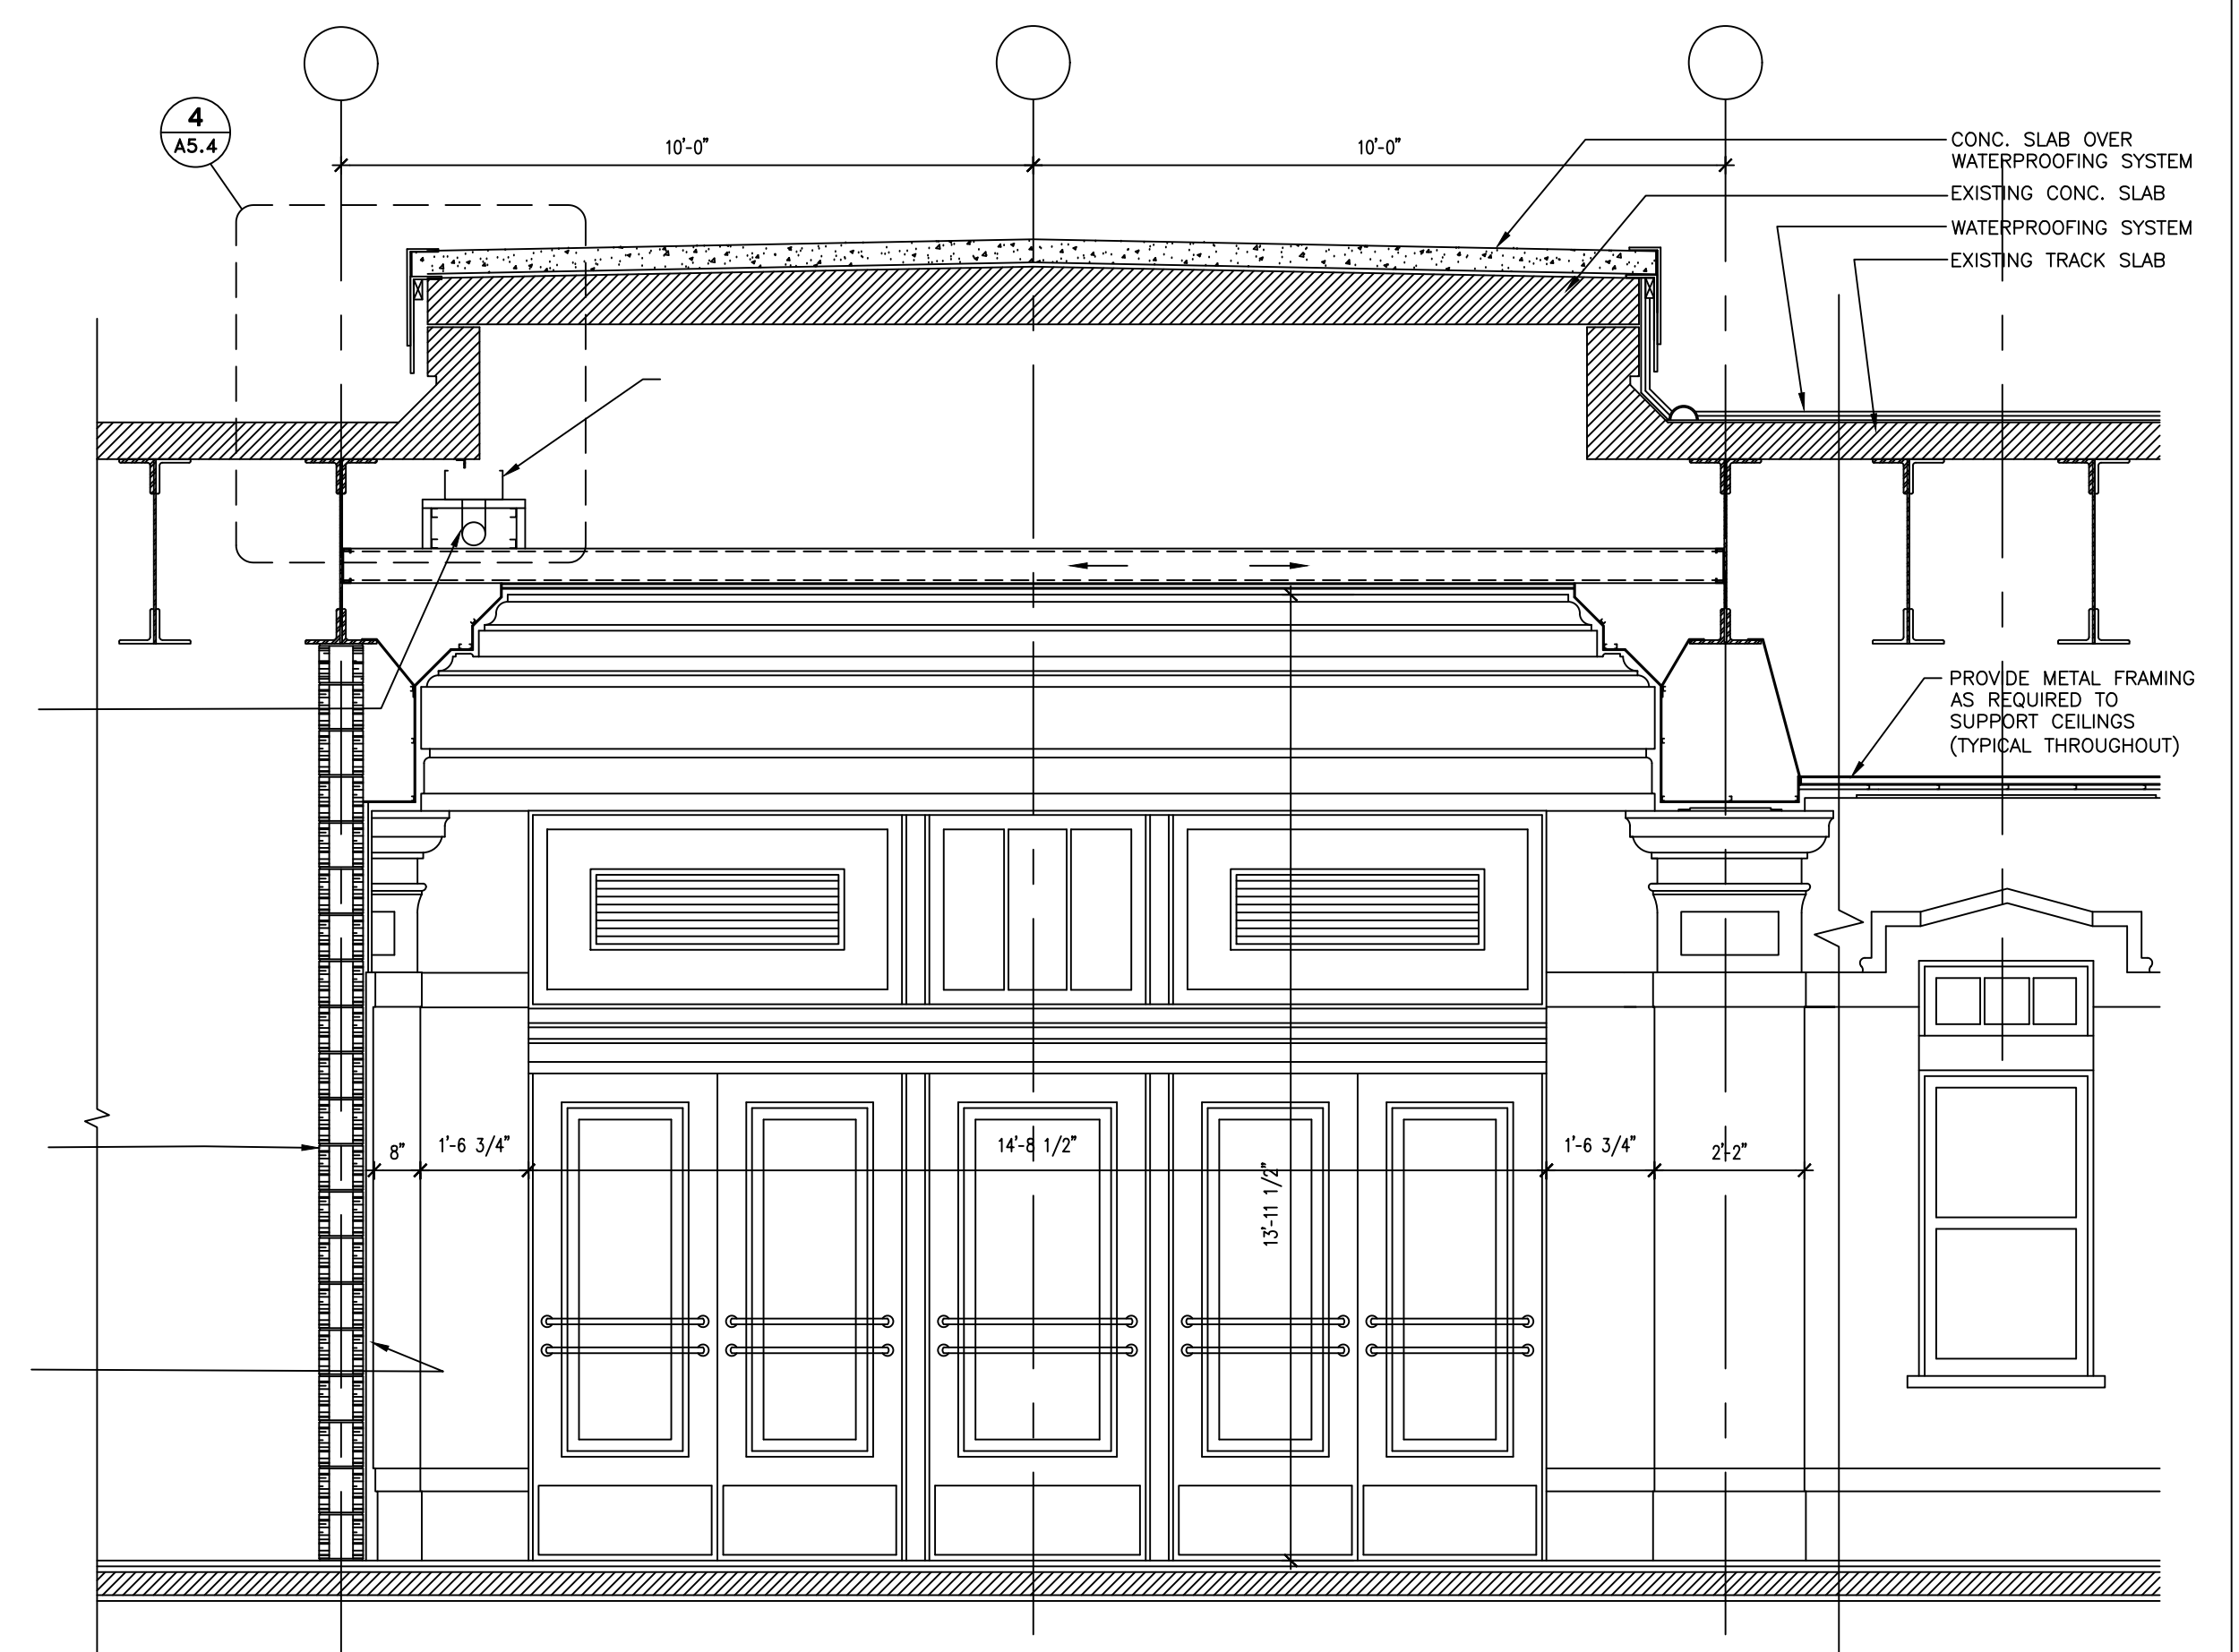 4
A5.4
10'-0"
10'-0"
CONC. SLAB OVER
WATERPROOFING SYSTEM
EXISTING CONC. SLAB
WATERPROOFING SYSTEM
EXISTING TRACK SLAB
PROVIDE METAL FRAMING
AS REQUIRED TO
SUPPORT CEILINGS
(TYPICAL THROUGHOUT)
8"
1'-6 3/4"
14'-8 1/2"
1'-6 3/4"
2'-2"
13'-11 1/2"